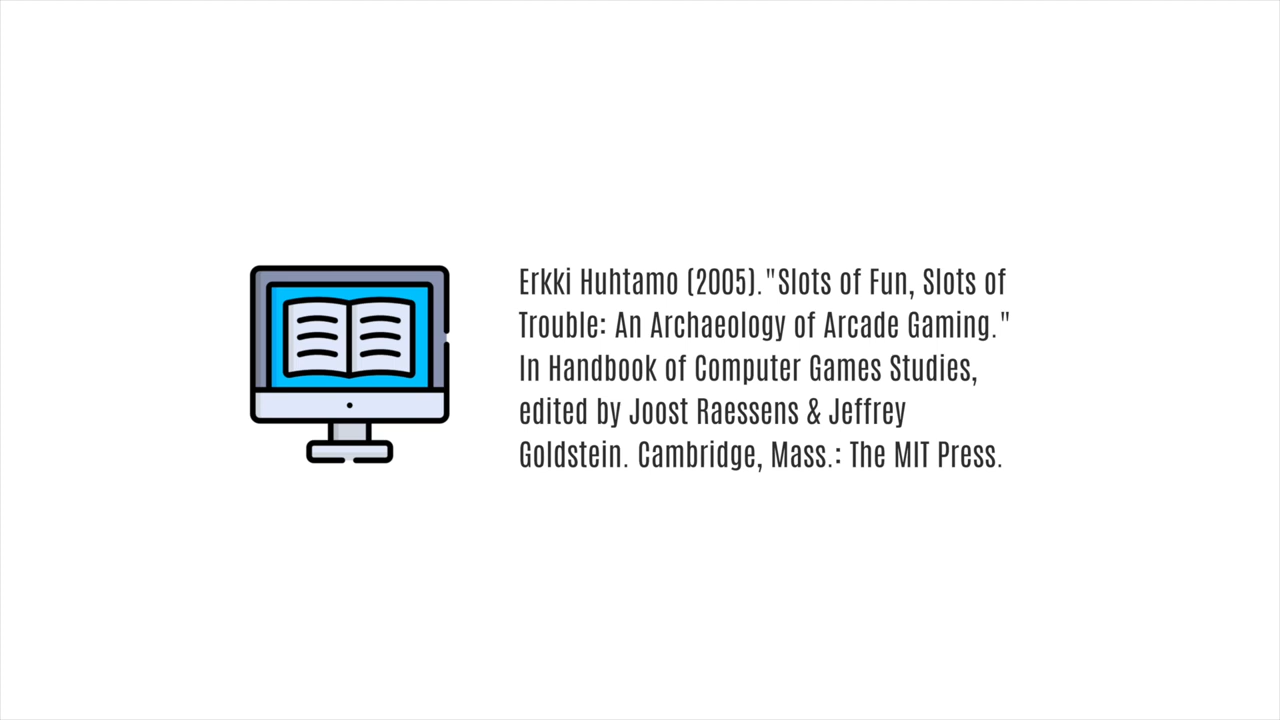 Erkki Huhtamo (2005)."Slots of Fun, Slots of
Trouble: An Archaeology of Arcade Gaming."
In Handbook of Computer Games Studies,
edited by Joost Raessens & Jeffrey
Goldstein. Cambridge, Mass.: The MIT Press.